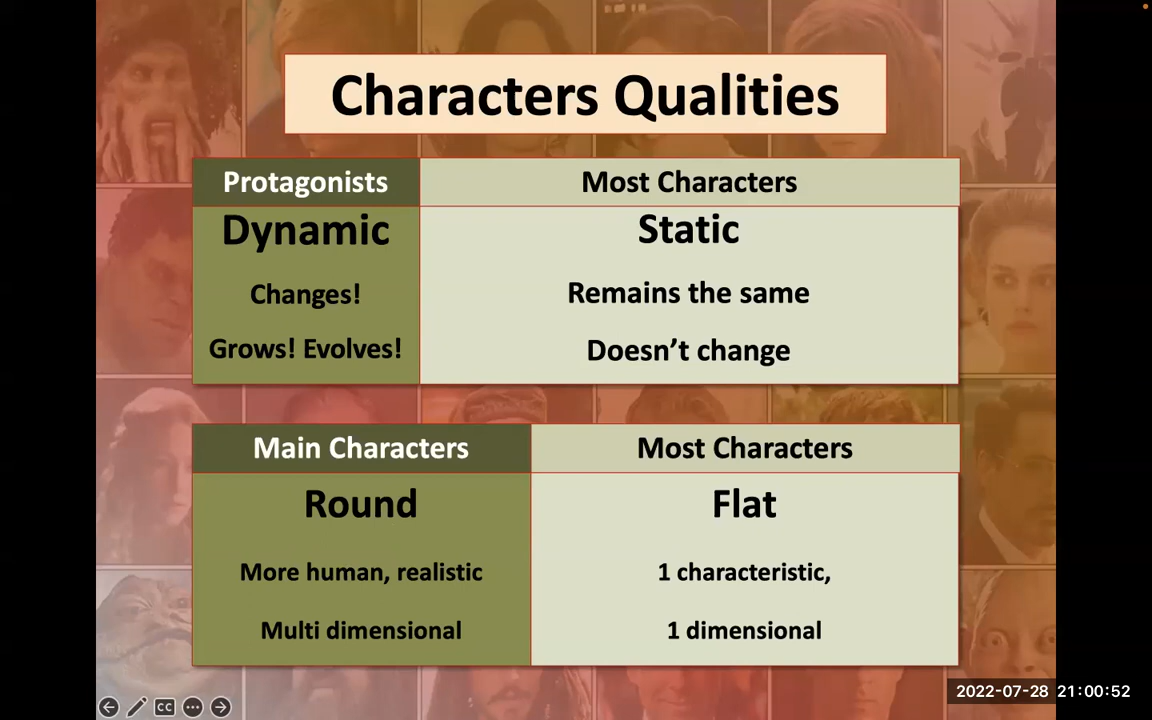 Characters Qualities
Protagonists
Most Characters
Dynamic
Static
Changes!
Remains the same
Grows! Evolves!
Doesn’t change
Main Characters
Most Characters
Round
Flat
More human, realistic
1 characteristic,
Multi dimensional
1 dimensional
CC
2022-07-28 21:00:52